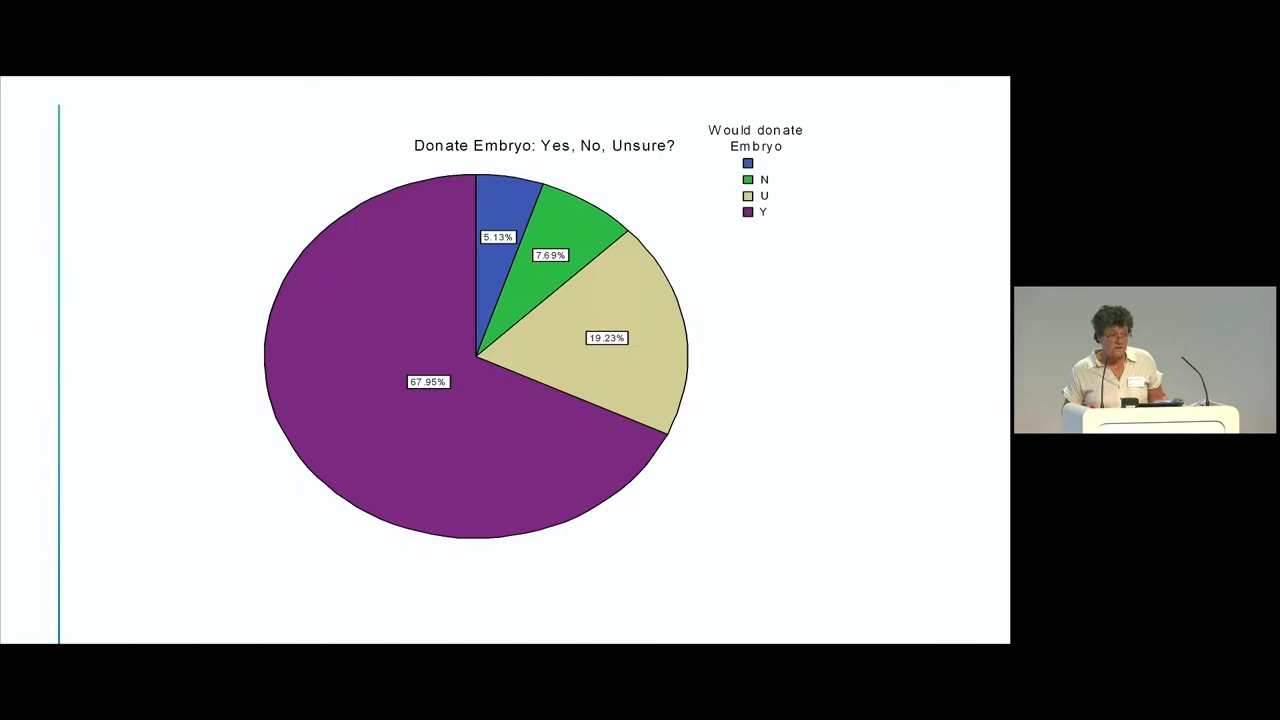 Donate Embryo: Yes, No, Unsure?
Would donate
Embryo
N
U
Y
5.13%
7.69%
19.23%
67.95%